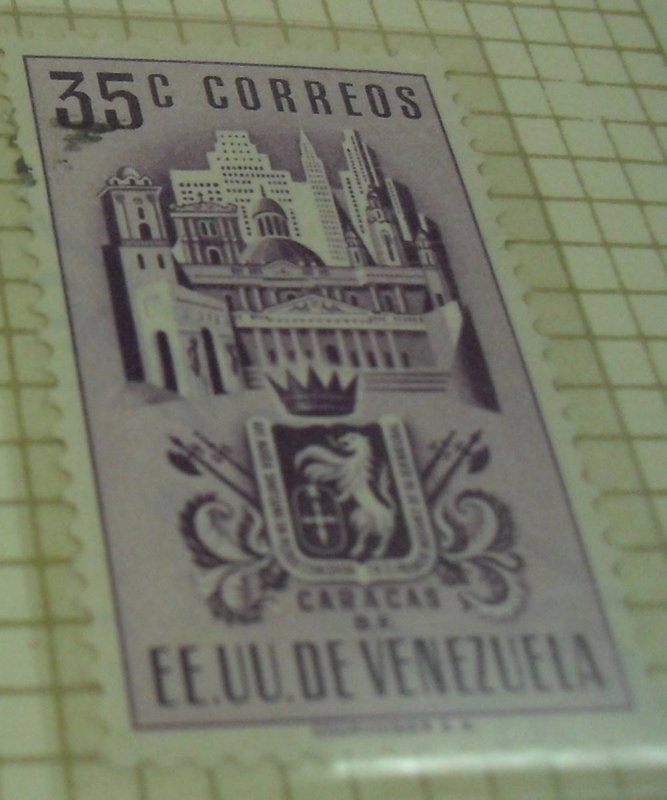 35C CORREOS
CARACAS
D.F.
EE.UU.DE VENEZUELA